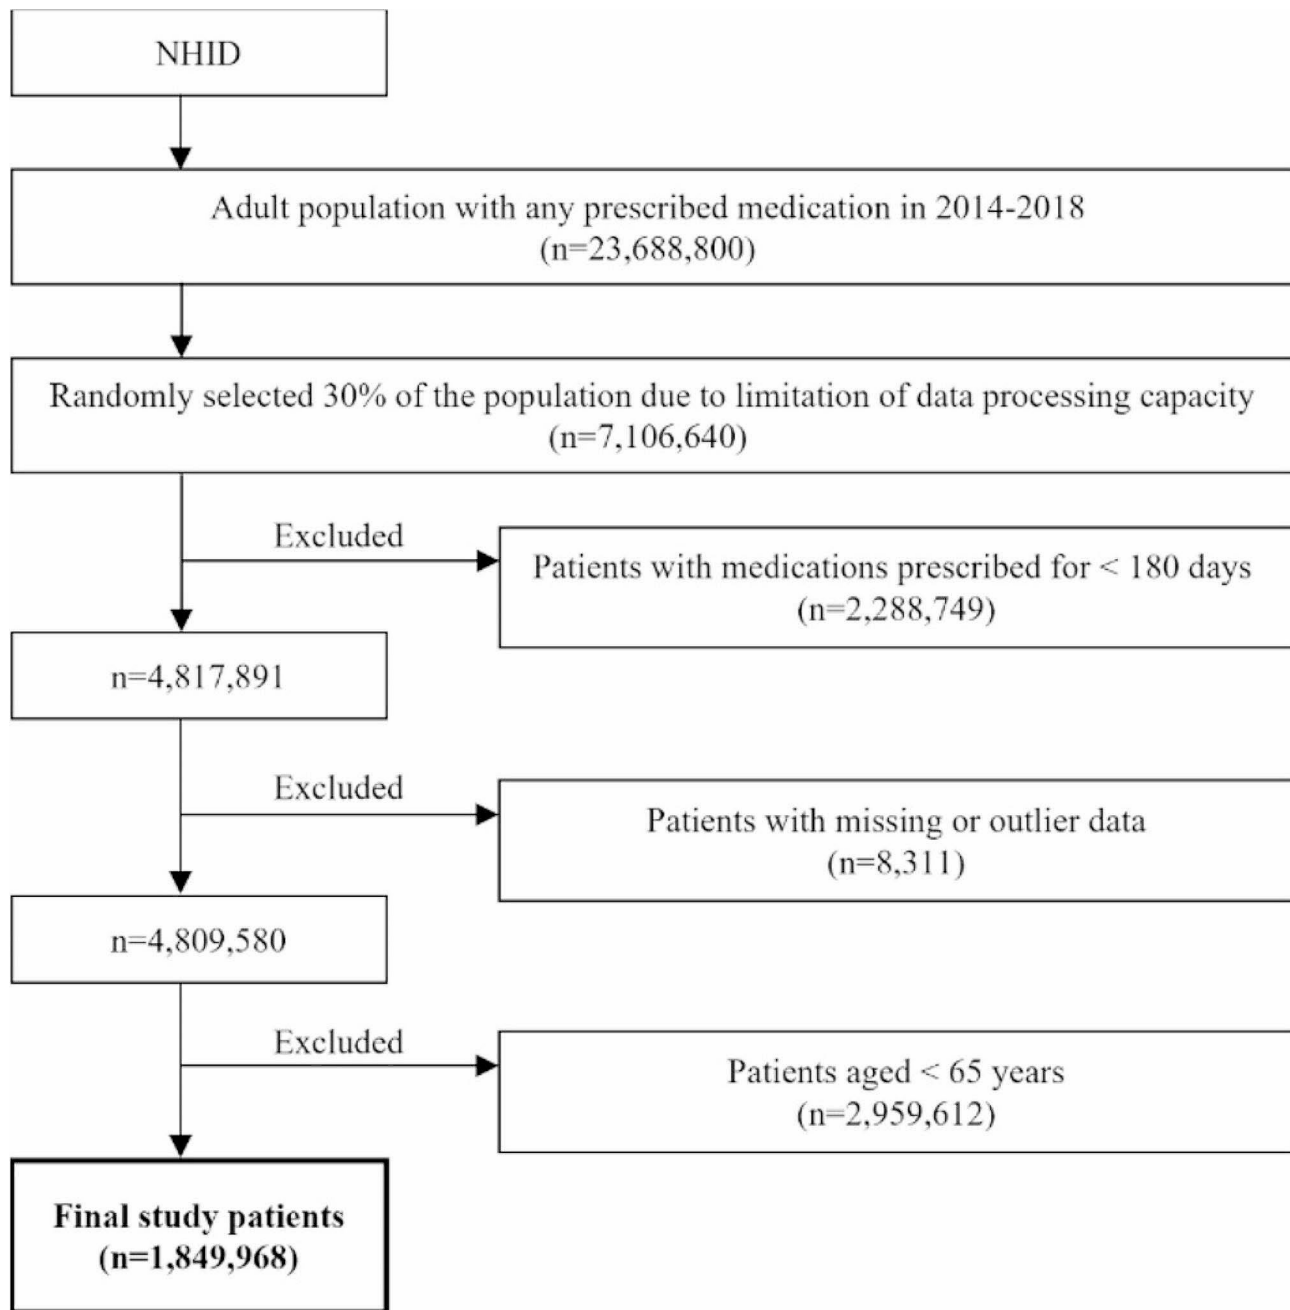 NHID
Adult population with any prescribed medication in 2014-2018
(n=23,688,800)
Randomly selected 30% of the population due to limitation of data processing capacity
(n=7,106,640)
Excluded
Patients with medications prescribed for < 180 days
(n=2,288,749)
n=4,817,891
Excluded
Patients with missing or outlier data
(n=8,311)
n=4,809,580
Excluded
Patients aged < 65 years
(n=2,959,612)
Final study patients
(n=1,849,968)